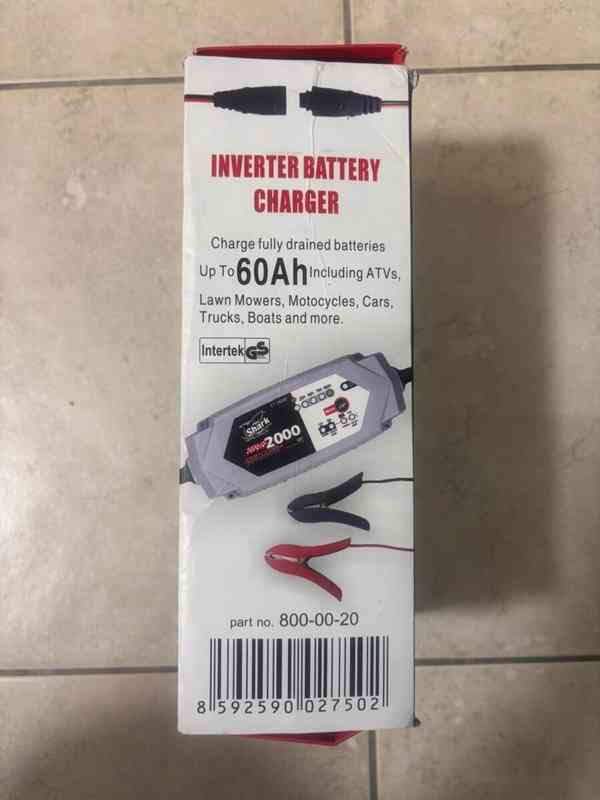 INVERTER BATTERY
CHARGER
Charge fully drained batteries
Up To 60Ah Including ATVs,
Lawn Mowers, Motocycles, Cars,
Trucks, Boats and more.
Intertek GS
Shark
2000
part no. 800-00-20
8 592590 027502